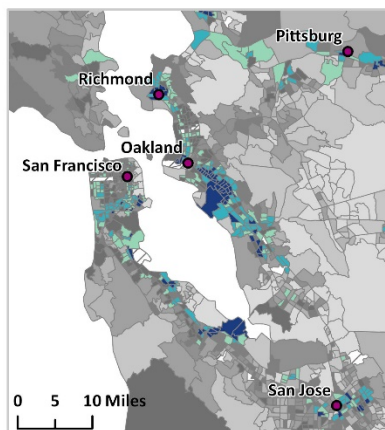 Pittsburg
Richmond
Oakland
San Francisco
San Jose
0 5 10 Miles